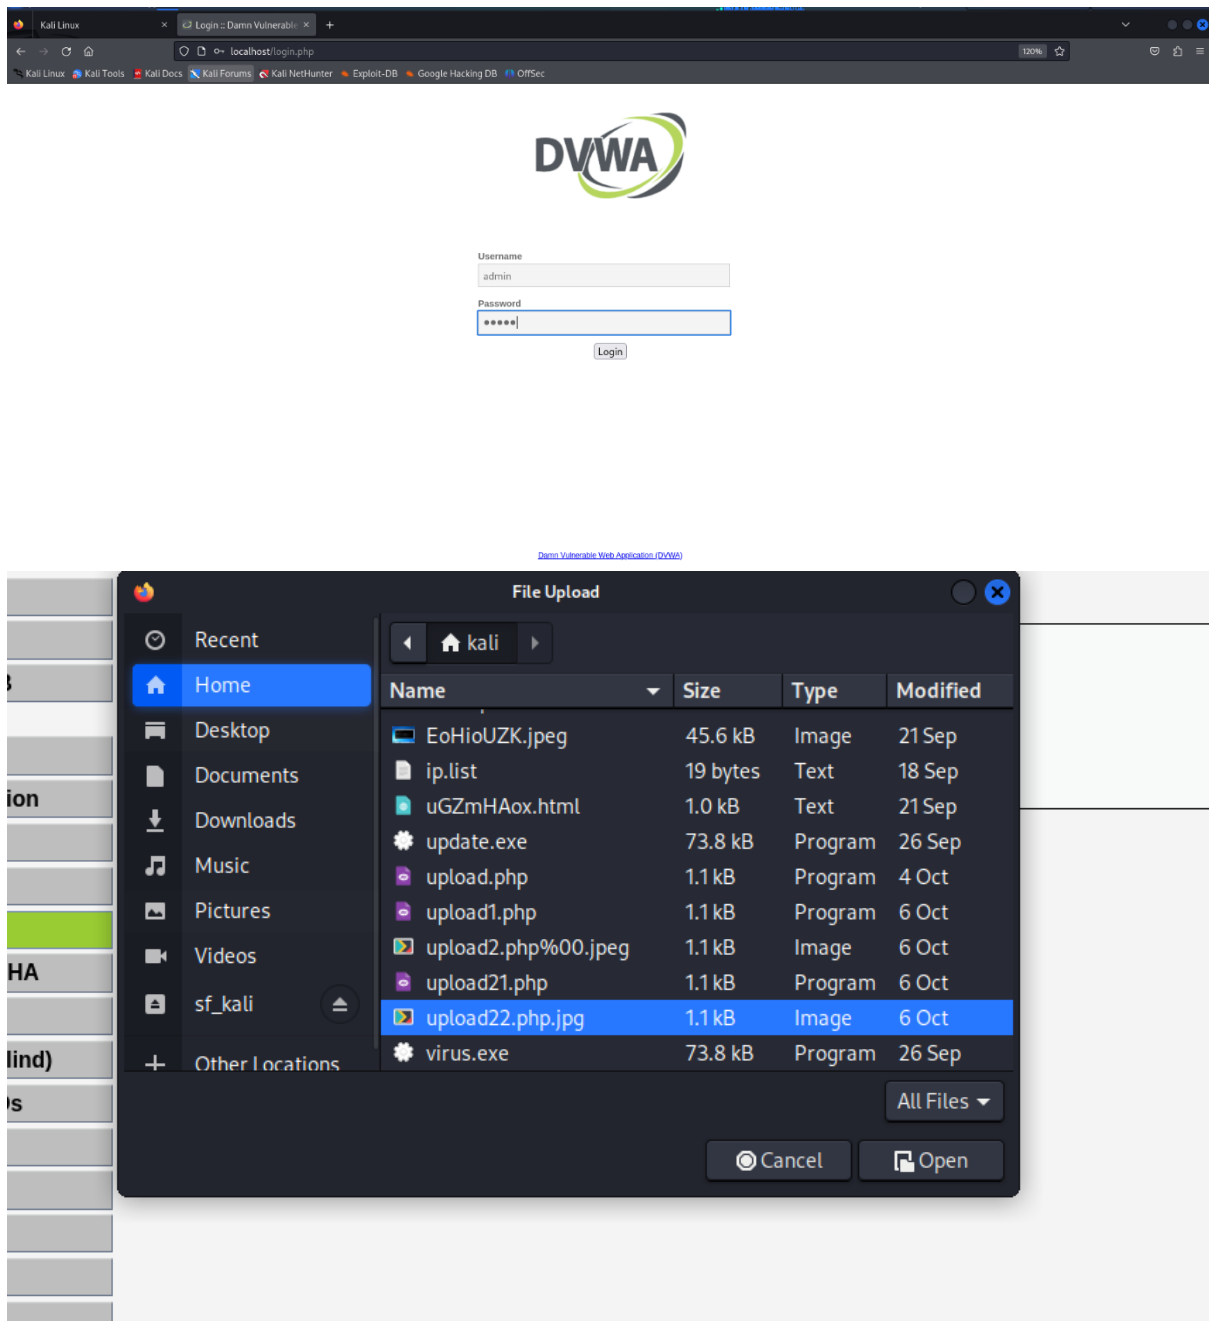 Kali Linux × Login :: Damn Vulnerable × +
localhost/login.php 120%
Kali Linux Kali Tools Kali Docs Kali Forums Kali NetHunter Exploit-DB Google Hacking DB OffSec
DVWA
Username
admin
Password
•••••
Login
Damn Vulnerable Web Application (DVWA)
File Upload
Recent
Home
Desktop
Documents
Downloads
Music
Pictures
Videos
sf_kali
Other Locations
kali
Name Size Type Modified
EoHioUZK.jpeg 45.6 kB Image 21 Sep
ip.list 19 bytes Text 18 Sep
uGZmHAox.html 1.0 kB Text 21 Sep
update.exe 73.8 kB Program 26 Sep
upload.php 1.1 kB Program 4 Oct
upload1.php 1.1 kB Program 6 Oct
upload2.php%00.jpeg 1.1 kB Image 6 Oct
upload21.php 1.1 kB Program 6 Oct
upload22.php.jpg 1.1 kB Image 6 Oct
virus.exe 73.8 kB Program 26 Sep
All Files
Cancel Open
ion
HA
lind)